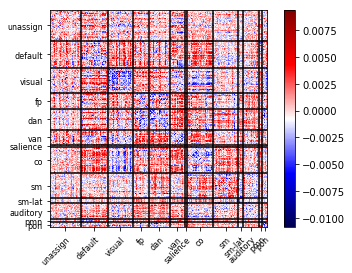 unassign
default
visual
fp
dan
van
salience
co
sm
sm-lat
auditory
pmn
pon
unassign
default
visual
fp
dan
van
salience
co
sm
sm-lat
auditory
pmn
pon
0.0075
0.0050
0.0025
0.0000
−0.0025
−0.0050
−0.0075
−0.0100